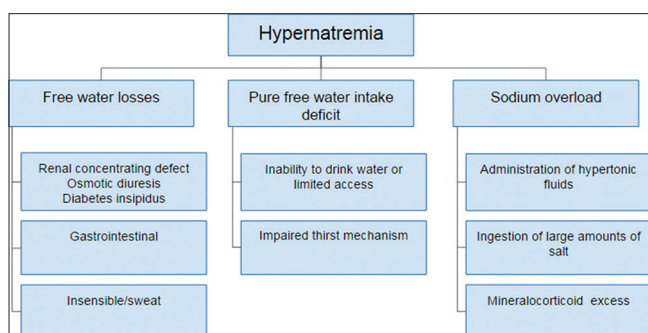 Hypernatremia
Free water losses
Pure free water intake
deficit
Sodium overload
Renal concentrating defect
Osmotic diuresis
Diabetes insipidus
Gastrointestinal
Insensible/sweat
Inability to drink water or
limited access
Impaired thirst mechanism
Administration of hypertonic
fluids
Ingestion of large amounts of
salt
Mineralocorticoid excess